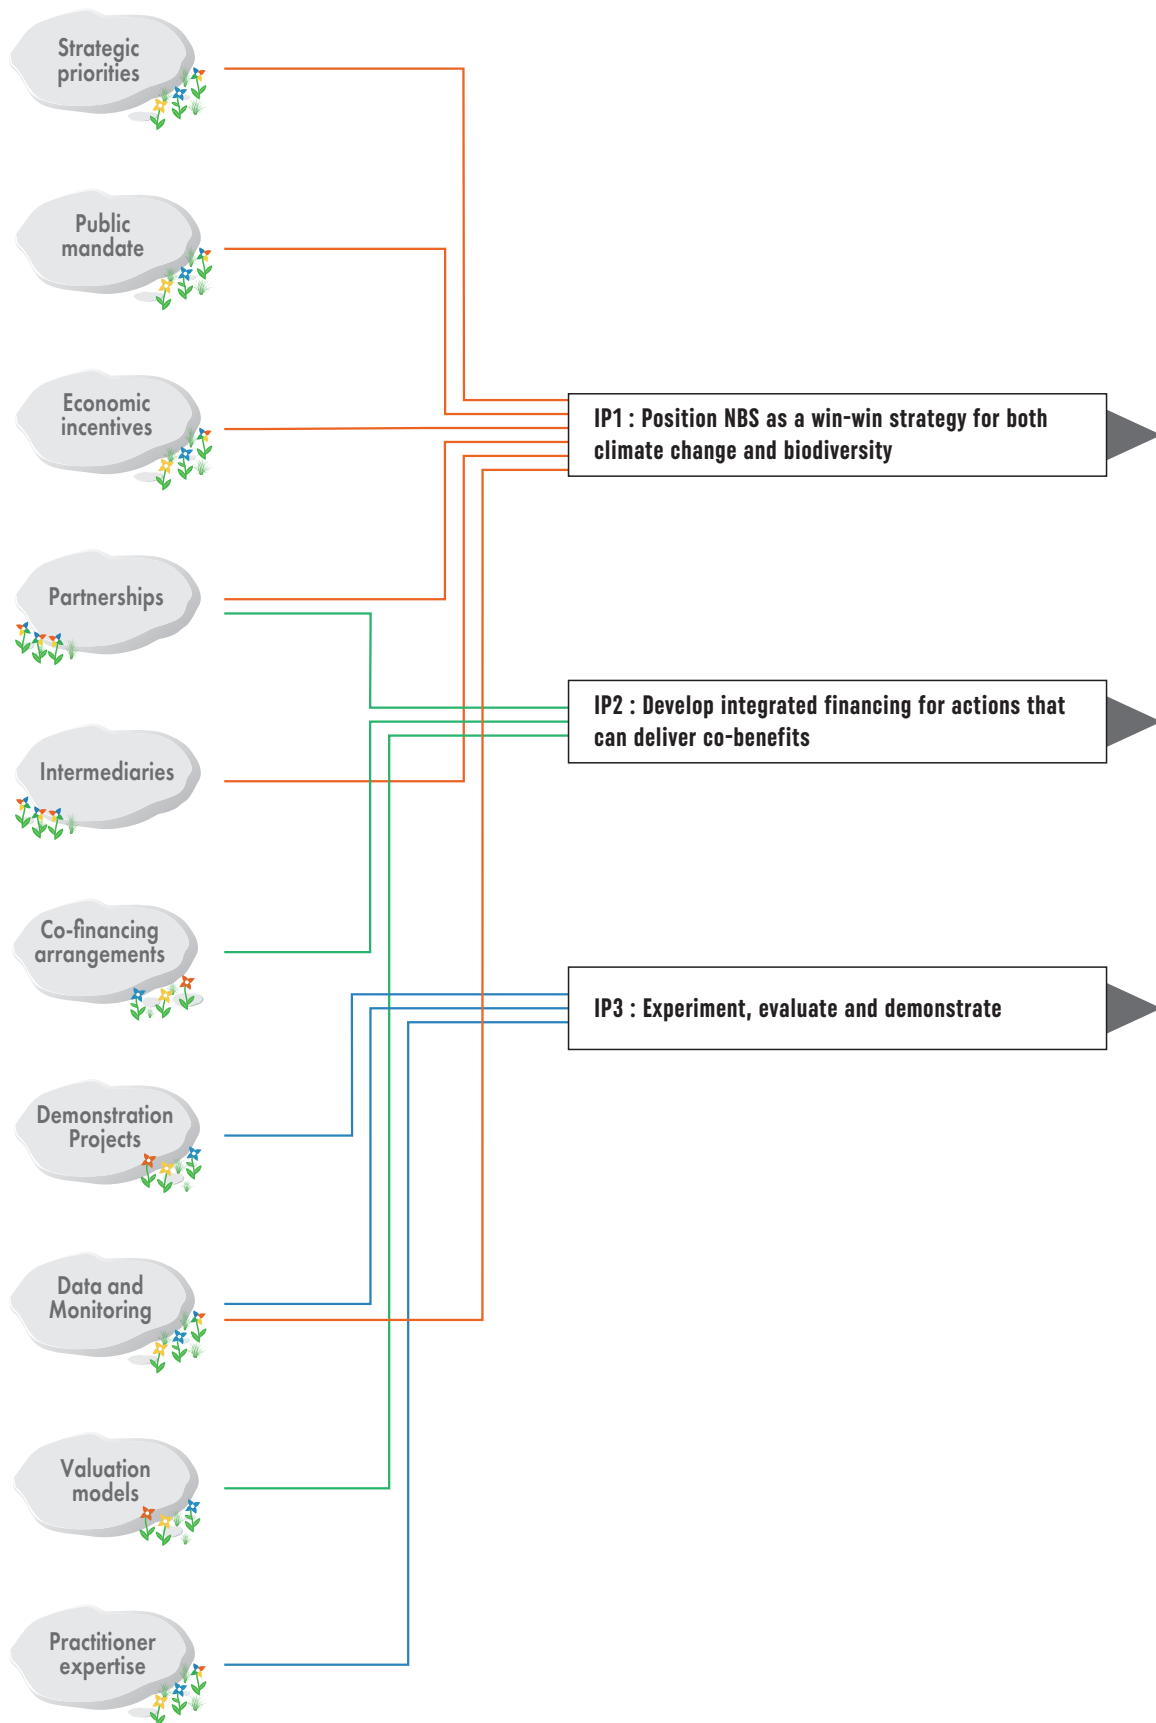 Strategic
priorities
Public
mandate
Economic
incentives
IP1 : Position NBS as a win-win strategy for both
climate change and biodiversity
Partnerships
IP2 : Develop integrated financing for actions that
can deliver co-benefits
Intermediaries
Co-financing
arrangements
IP3 : Experiment, evaluate and demonstrate
Demonstration
Projects
Data and
Monitoring
Valuation
models
Practitioner
expertise